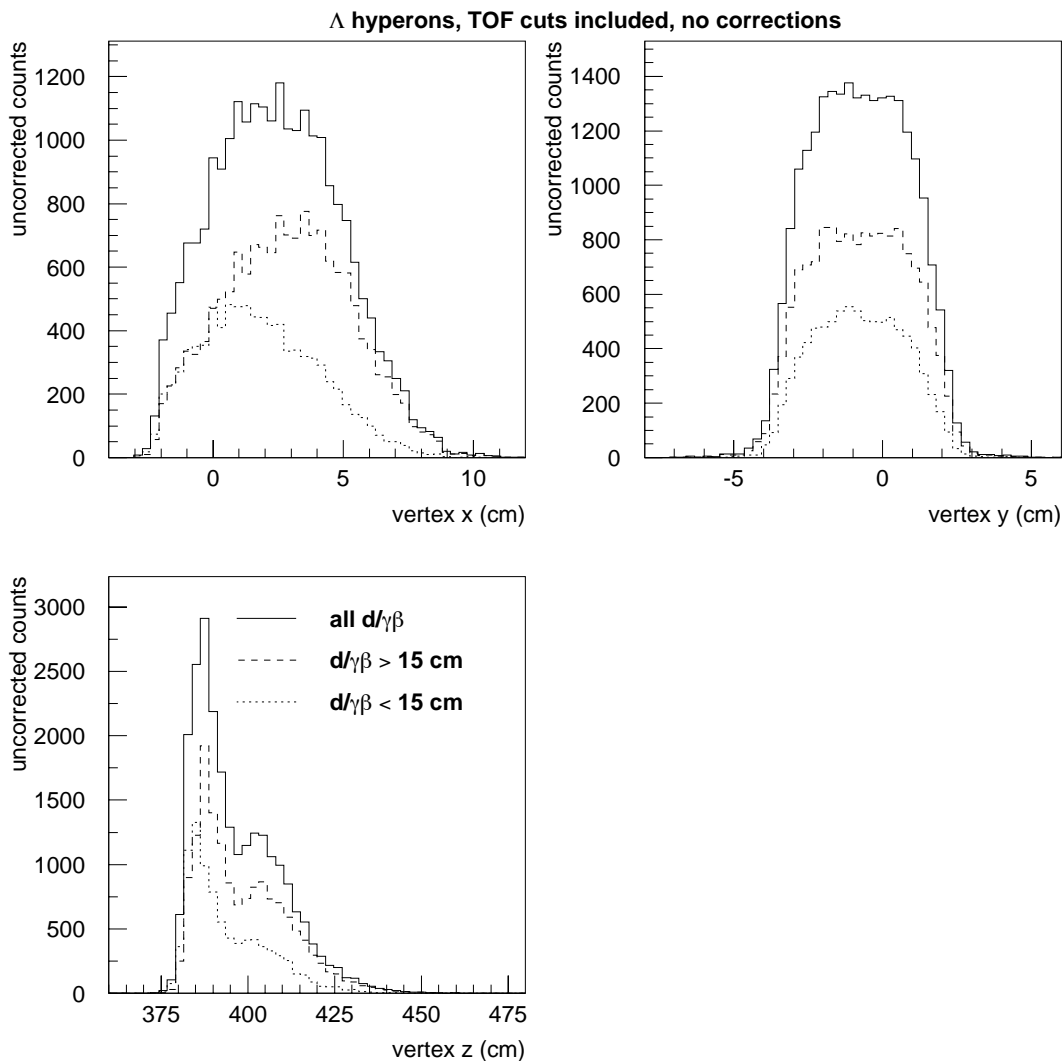 Λ hyperons, TOF cuts included, no corrections
uncorrected counts
1200
1000
800
600
400
200
0
0 5 10
vertex x (cm)
uncorrected counts
1400
1200
1000
800
600
400
200
0
-5 0 5
vertex y (cm)
uncorrected counts
3000
2500
2000
1500
1000
500
0
all d/γβ
d/γβ > 15 cm
d/γβ < 15 cm
375 400 425 450 475
vertex z (cm)